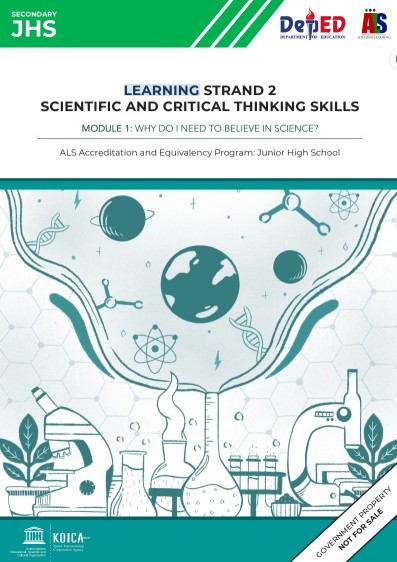 SECONDARY
JHS
DepED
DEPARTMENT OF EDUCATION
ALS
LEARNING STRAND 2
SCIENTIFIC AND CRITICAL THINKING SKILLS
MODULE 1: WHY DO I NEED TO BELIEVE IN SCIENCE?
ALS Accreditation and Equivalency Program: Junior High School
KOICA
GOVERNMENT PROPERTY
NOT FOR SALE